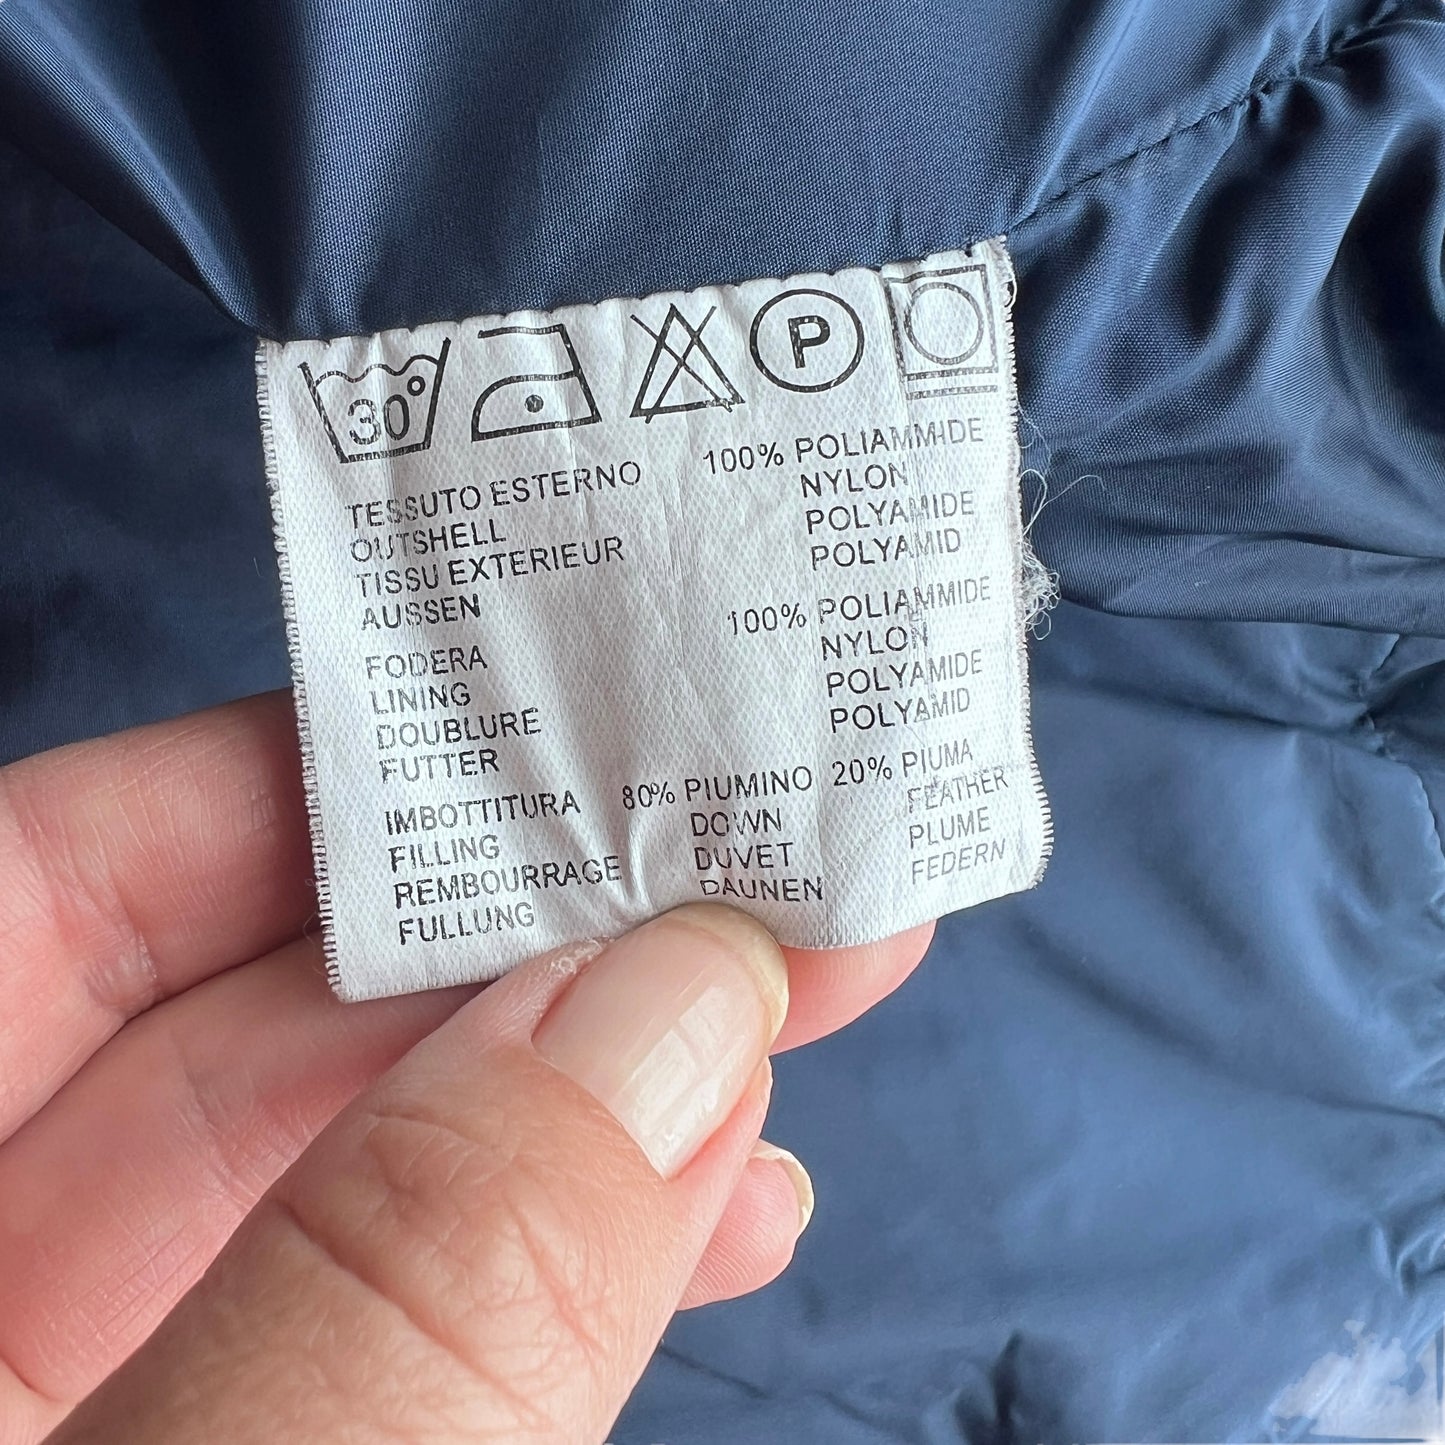 30°
P
TESSUTO ESTERNO 100% POLIAMMIDE
OUTSHELL NYLON
TISSU EXTERIEUR POLYAMIDE
AUSSEN POLYAMID
FODERA 100% POLIAMMIDE
LINING NYLON
DOUBLURE POLYAMIDE
FUTTER POLYAMID
IMBOTTITURA 80% PIUMINO 20% PIUMA
FILLING DOWN FEATHER
REMBOURRAGE DUVET PLUME
FULLUNG DAUNEN FEDERN